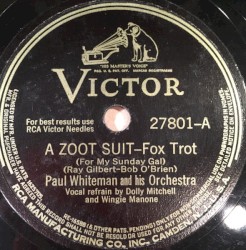 "HIS MASTER'S VOICE"
VICTOR
For best results use
RCA Victor Needles
27801-A
A ZOOT SUIT–Fox Trot
(For My Sunday Gal)
(Ray Gilbert-Bob O'Brien)
Paul Whiteman and his Orchestra
Vocal refrain by Dolly Mitchell
and Wingie Manone
RCA MANUFACTURING CO., INC., CAMDEN,